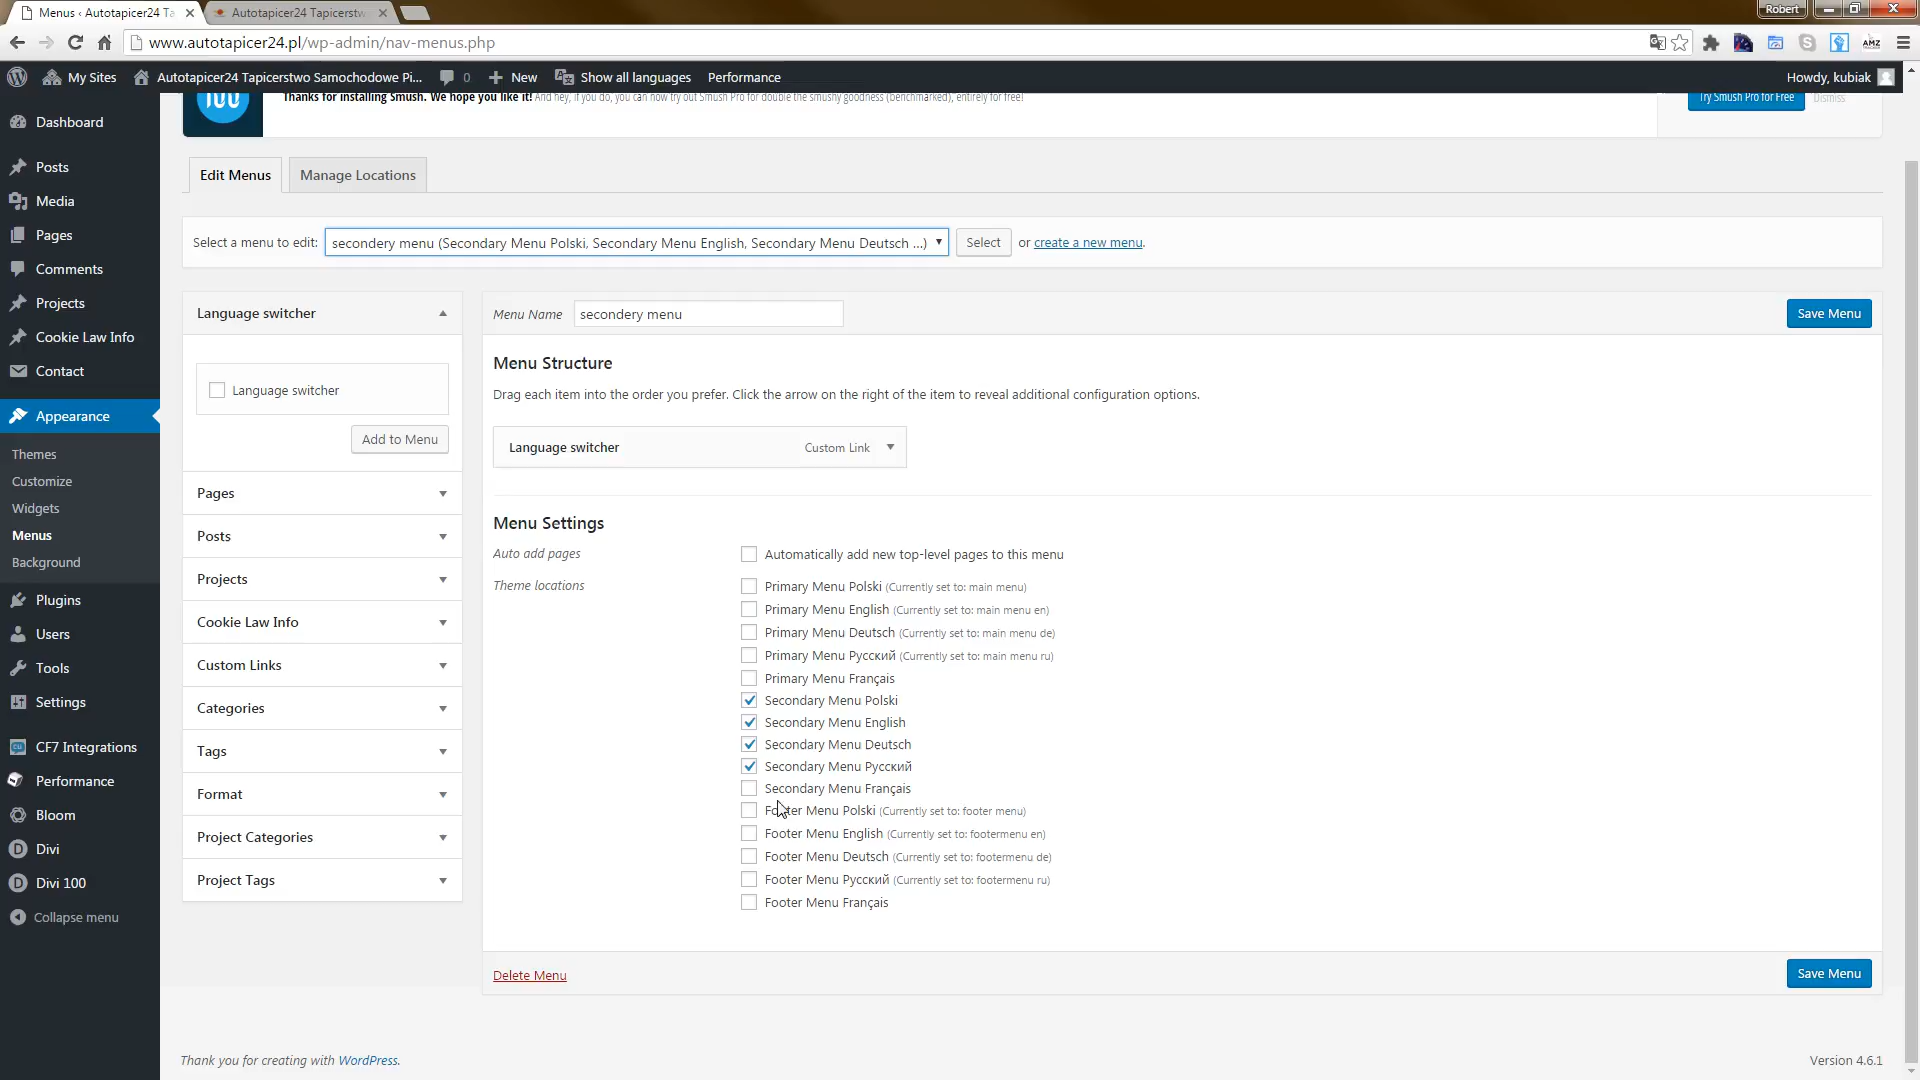 Menus ‹ Autotapicer24 Ta
Autotapicer24 Tapicerstw
Robert
www.autotapicer24.pl/wp-admin/nav-menus.php
AMZ
My Sites
Autotapicer24 Tapicerstwo Samochodowe Pi...
0
New
Show all languages
Performance
Howdy, kubiak
Thanks for installing Smush. We hope you like it! And hey, if you do, you can now try out Smush Pro for double the smushy goodness (benchmarked), entirely for free!
Try Smush Pro for Free
Dismiss
Dashboard
Posts
Media
Pages
Comments
Projects
Cookie Law Info
Contact
Appearance
Themes
Customize
Widgets
Menus
Background
Plugins
Users
Tools
Settings
CF7 Integrations
Performance
Bloom
Divi
Divi 100
Collapse menu
Edit Menus
Manage Locations
Select a menu to edit:
secondery menu (Secondary Menu Polski, Secondary Menu English, Secondary Menu Deutsch ...)
Select
or create a new menu.
Language switcher
Language switcher
Add to Menu
Pages
Posts
Projects
Cookie Law Info
Custom Links
Categories
Tags
Format
Project Categories
Project Tags
Menu Name
secondery menu
Save Menu
Menu Structure
Drag each item into the order you prefer. Click the arrow on the right of the item to reveal additional configuration options.
Language switcher
Custom Link
Menu Settings
Auto add pages
Automatically add new top-level pages to this menu
Theme locations
Primary Menu Polski (Currently set to: main menu)
Primary Menu English (Currently set to: main menu en)
Primary Menu Deutsch (Currently set to: main menu de)
Primary Menu Русский (Currently set to: main menu ru)
Primary Menu Français
Secondary Menu Polski
Secondary Menu English
Secondary Menu Deutsch
Secondary Menu Русский
Secondary Menu Français
Footer Menu Polski (Currently set to: footer menu)
Footer Menu English (Currently set to: footermenu en)
Footer Menu Deutsch (Currently set to: footermenu de)
Footer Menu Русский (Currently set to: footermenu ru)
Footer Menu Français
Delete Menu
Save Menu
Thank you for creating with WordPress.
Version 4.6.1